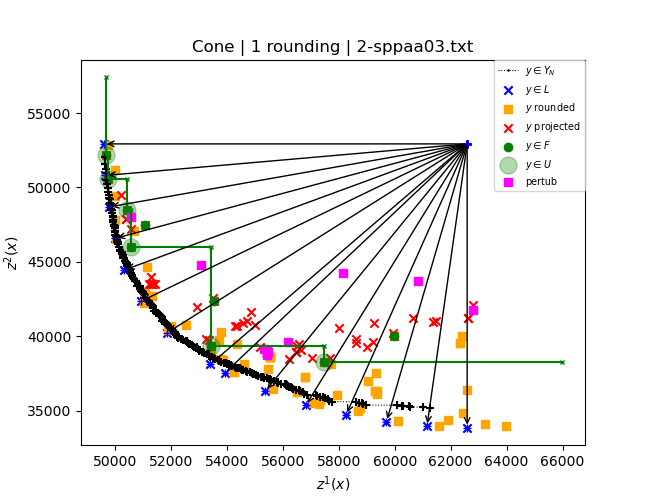 Cone | 1 rounding | 2-sppaa03.txt
y ∈ Y_N
y ∈ L
y rounded
y projected
y ∈ F
y ∈ U
pertub
z²(x)
55000
50000
45000
40000
35000
50000 52000 54000 56000 58000 60000 62000 64000 66000
z¹(x)